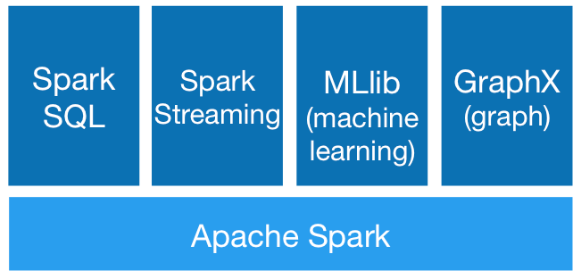 Spark
SQL
Spark
Streaming
MLlib
(machine
learning)
GraphX
(graph)
Apache Spark